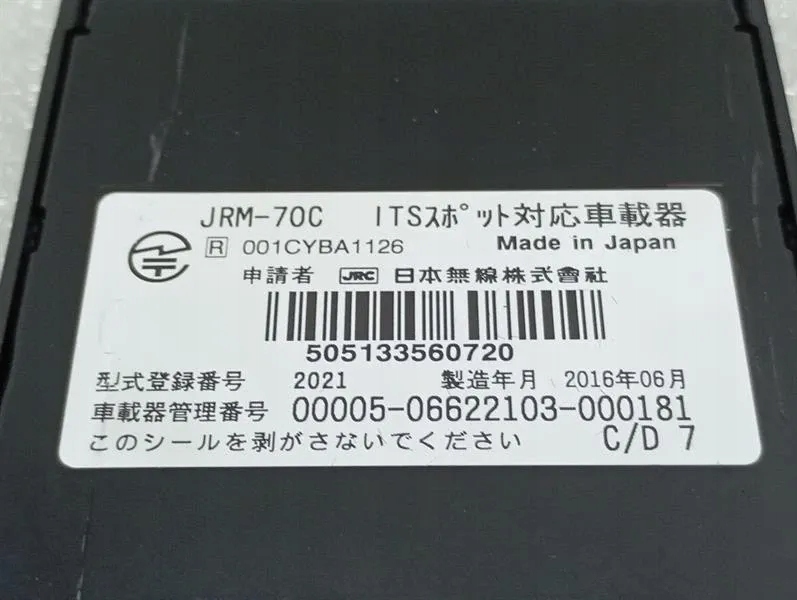 JRM-70C ITSｽﾎﾟｯﾄ対応車載器
R 001CYBA1126 Made in Japan
申請者 JRC 日本無線株式會社
505133560720
型式登録番号 2021 製造年月 2016年06月
車載器管理番号 00005-06622103-000181
このシールを剥がさないでください C/D 7